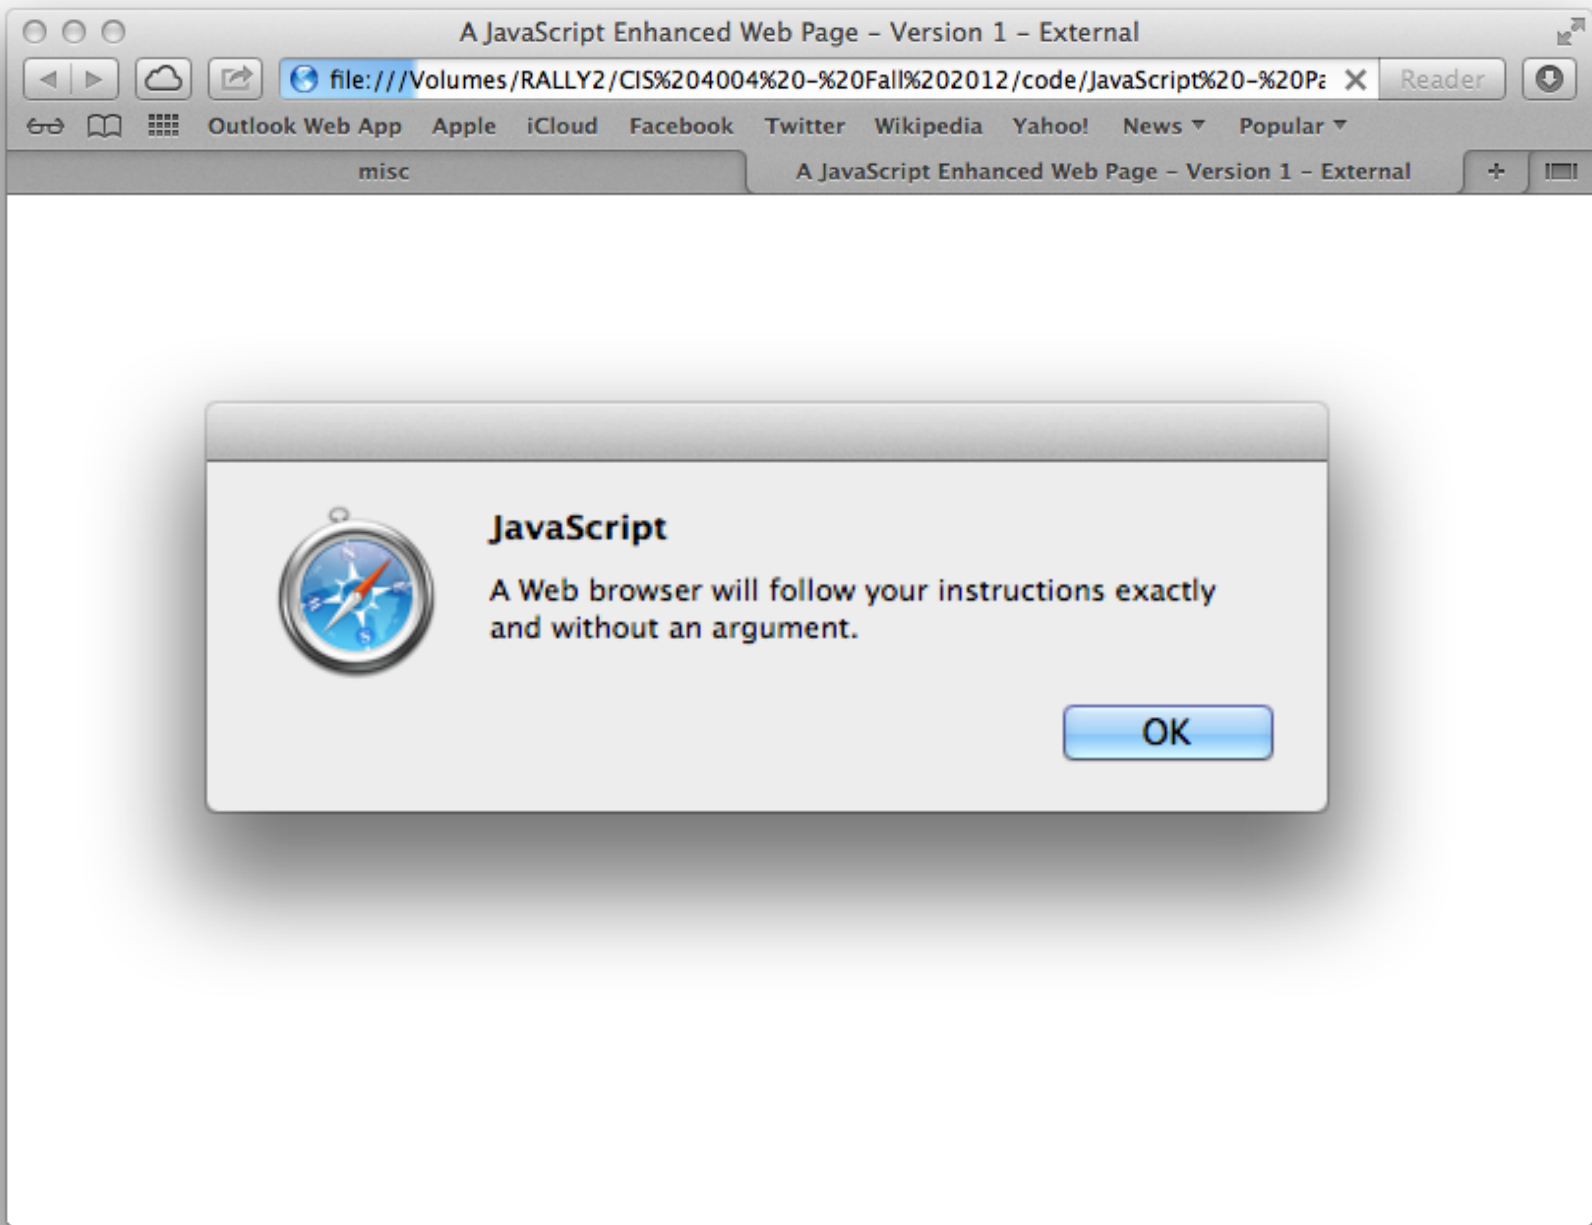 A JavaScript Enhanced Web Page – Version 1 – External
file:///Volumes/RALLY2/CIS%204004%20-%20Fall%202012/code/JavaScript%20-%20Pa
Reader
Outlook Web App Apple iCloud Facebook Twitter Wikipedia Yahoo! News Popular
misc A JavaScript Enhanced Web Page – Version 1 – External
JavaScript
A Web browser will follow your instructions exactly
and without an argument.
OK